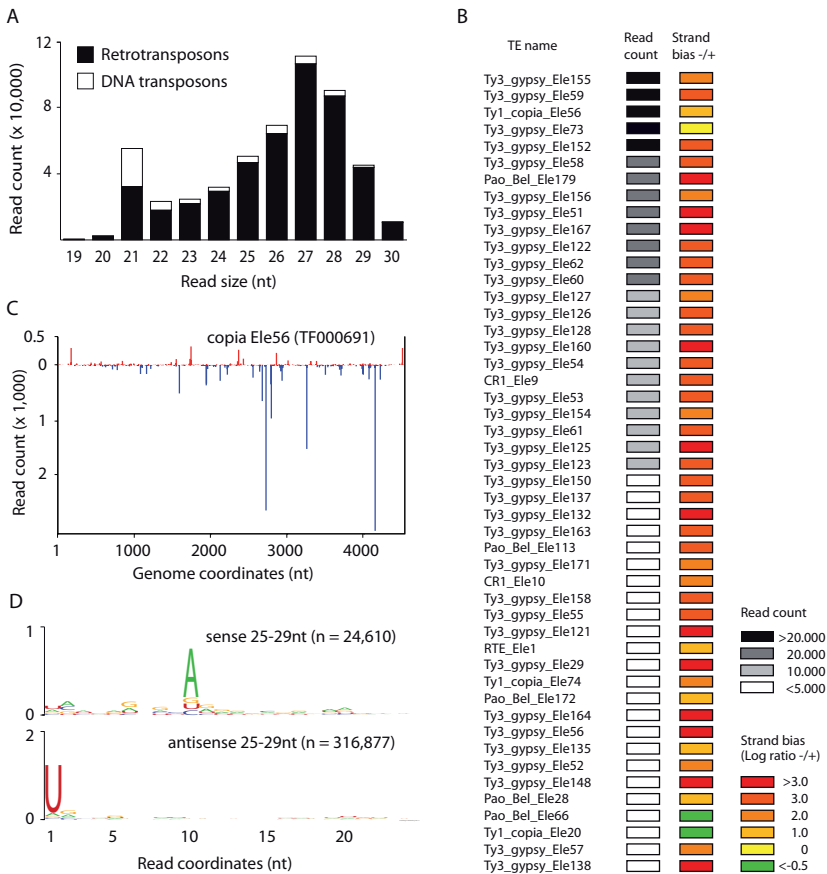 A
12
8
4
Read count (x 10,000)
Retrotransposons
DNA transposons
19 20 21 22 23 24 25 26 27 28 29 30
Read size (nt)
B
TE name
Read count
Strand bias -/+
Ty3_gypsy_Ele155
Ty3_gypsy_Ele59
Ty1_copia_Ele56
Ty3_gypsy_Ele73
Ty3_gypsy_Ele152
Ty3_gypsy_Ele58
Pao_Bel_Ele179
Ty3_gypsy_Ele156
Ty3_gypsy_Ele51
Ty3_gypsy_Ele167
Ty3_gypsy_Ele122
Ty3_gypsy_Ele62
Ty3_gypsy_Ele60
Ty3_gypsy_Ele127
Ty3_gypsy_Ele126
Ty3_gypsy_Ele128
Ty3_gypsy_Ele160
Ty3_gypsy_Ele54
CR1_Ele9
Ty3_gypsy_Ele53
Ty3_gypsy_Ele154
Ty3_gypsy_Ele61
Ty3_gypsy_Ele125
Ty3_gypsy_Ele123
Ty3_gypsy_Ele150
Ty3_gypsy_Ele137
Ty3_gypsy_Ele132
Ty3_gypsy_Ele163
Pao_Bel_Ele113
Ty3_gypsy_Ele171
CR1_Ele10
Ty3_gypsy_Ele158
Ty3_gypsy_Ele55
Ty3_gypsy_Ele121
RTE_Ele1
Ty3_gypsy_Ele29
Ty1_copia_Ele74
Pao_Bel_Ele172
Ty3_gypsy_Ele164
Ty3_gypsy_Ele56
Ty3_gypsy_Ele135
Ty3_gypsy_Ele52
Ty3_gypsy_Ele148
Pao_Bel_Ele28
Pao_Bel_Ele66
Ty1_copia_Ele20
Ty3_gypsy_Ele57
Ty3_gypsy_Ele138
Read count
>20.000
20.000
10.000
<5.000
Strand bias
(Log ratio -/+)
>3.0
3.0
2.0
1.0
0
<-0.5
C
copia Ele56 (TF000691)
0.5
0
1
2
Read count (x 1,000)
1 1000 2000 3000 4000
Genome coordinates (nt)
D
1
0
sense 25-29nt (n = 24,610)
A
2
1
0
antisense 25-29nt (n = 316,877)
U
1 5 10 15 20
Read coordinates (nt)